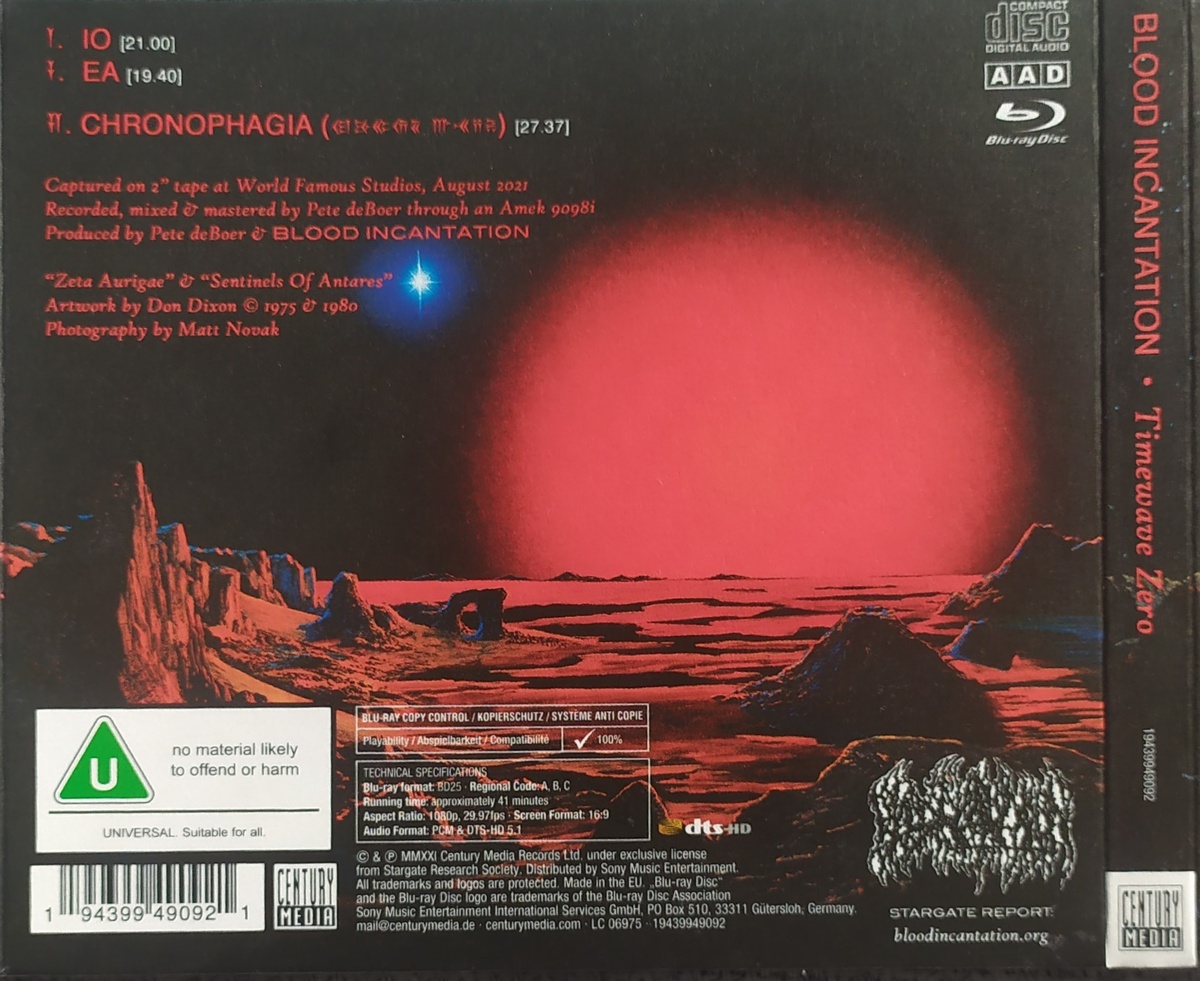 IO [21.00]
EA [19.40]
CHRONOPHAGIA [27.37]
Captured on 2” tape at World Famous Studios, August 2021
Recorded, mixed & mastered by Pete deBoer through an Amek 9098i
Produced by Pete deBoer & BLOOD INCANTATION
“Zeta Aurigae” & “Sentinels Of Antares”
Artwork by Don Dixon © 1975 & 1980
Photography by Matt Novak
COMPACT
disc
DIGITAL AUDIO
AAD
Blu-ray Disc
BLOOD INCANTATION • Timewave Zero
19439949092
CENTURY
MEDIA
U
no material likely
to offend or harm
UNIVERSAL. Suitable for all.
1 94399 49092 1
CENTURY
MEDIA
BLU-RAY COPY CONTROL / KOPIERSCHUTZ / SYSTÈME ANTI COPIE
Playability / Abspielbarkeit / Compatibilité ✓ 100%
TECHNICAL SPECIFICATIONS
Blu-ray format: BD25 · Regional Code: A, B, C
Running time: approximately 41 minutes
Aspect Ratio: 1080p, 29.97fps · Screen Format: 16:9
Audio Format: PCM & DTS-HD 5.1
dts-HD
© & ℗ MMXXI Century Media Records Ltd. under exclusive license
from Stargate Research Society. Distributed by Sony Music Entertainment.
All trademarks and logos are protected. Made in the EU. „Blu-ray Disc“
and the Blu-ray Disc logo are trademarks of the Blu-ray Disc Association
Sony Music Entertainment International Services GmbH, PO Box 510, 33311 Gütersloh, Germany.
mail@centurymedia.de · centurymedia.com · LC 06975 · 19439949092
STARGATE REPORT:
bloodincantation.org